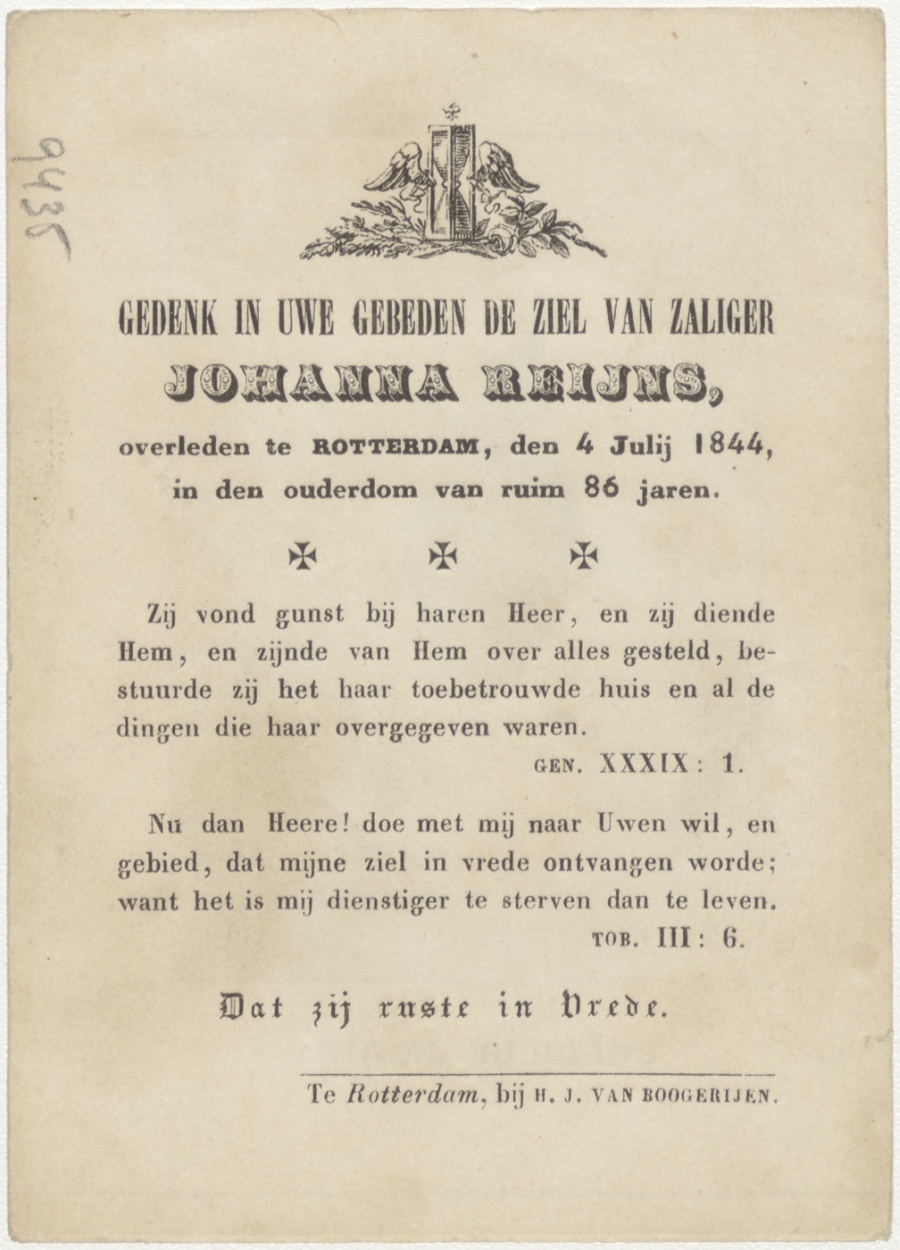 9435
GEDENK IN UWE GEBEDEN DE ZIEL VAN ZALIGER
JOHANNA REIJNS,
overleden te ROTTERDAM, den 4 Julij 1844,
in den ouderdom van ruim 86 jaren.
Zij vond gunst bij haren Heer, en zij diende
Hem, en zijnde van Hem over alles gesteld, be-
stuurde zij het haar toebetrouwde huis en al de
dingen die haar overgegeven waren.
GEN. XXXIX: 1.
Nu dan Heere! doe met mij naar Uwen wil, en
gebied, dat mijne ziel in vrede ontvangen worde;
want het is mij dienstiger te sterven dan te leven.
TOB. III: 6.
Dat zij ruste in Vrede.
Te Rotterdam, bij H. J. VAN BOOGERIJEN.